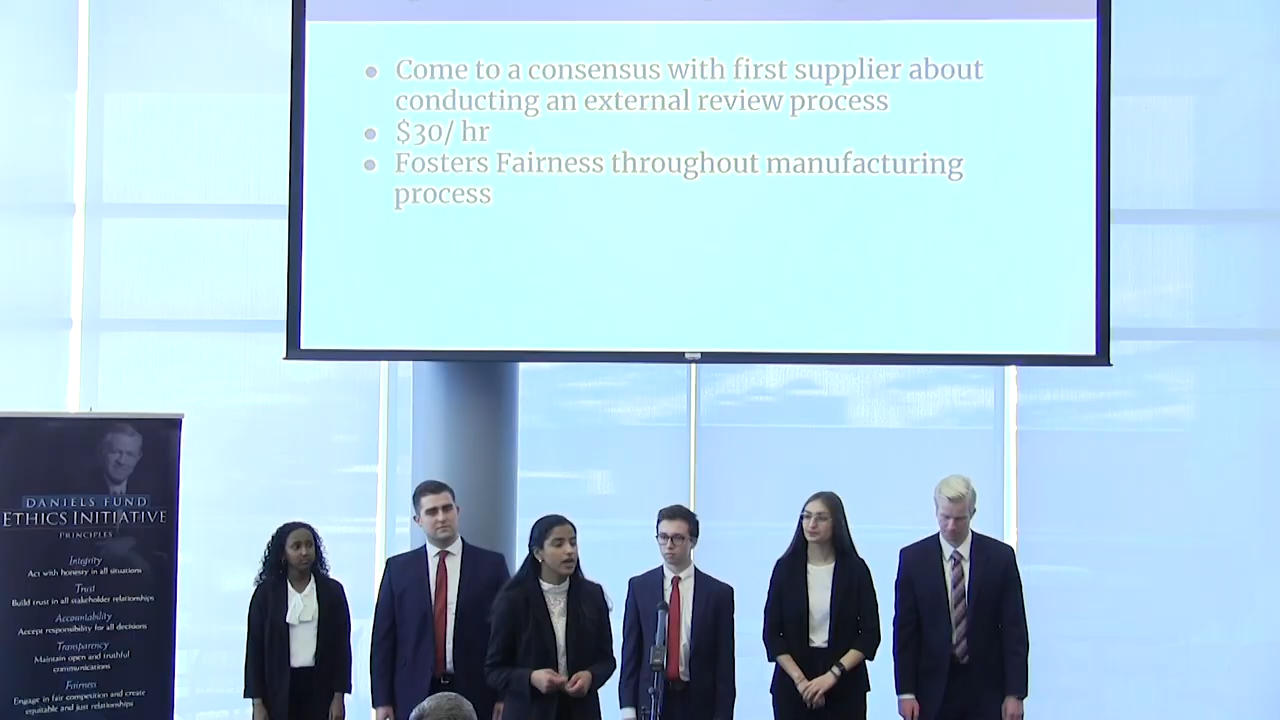 ● Come to a consensus with first supplier about
conducting an external review process
● $30/ hr
● Fosters Fairness throughout manufacturing
process
DANIELS FUND
ETHICS INITIATIVE
PRINCIPLES
Integrity
Act with honesty in all situations
Trust
Build trust in all stakeholder relationships
Accountability
Accept responsibility for all decisions
Transparency
Maintain open and truthful
communications
Fairness
Engage in fair competition and create
equitable and just relationships